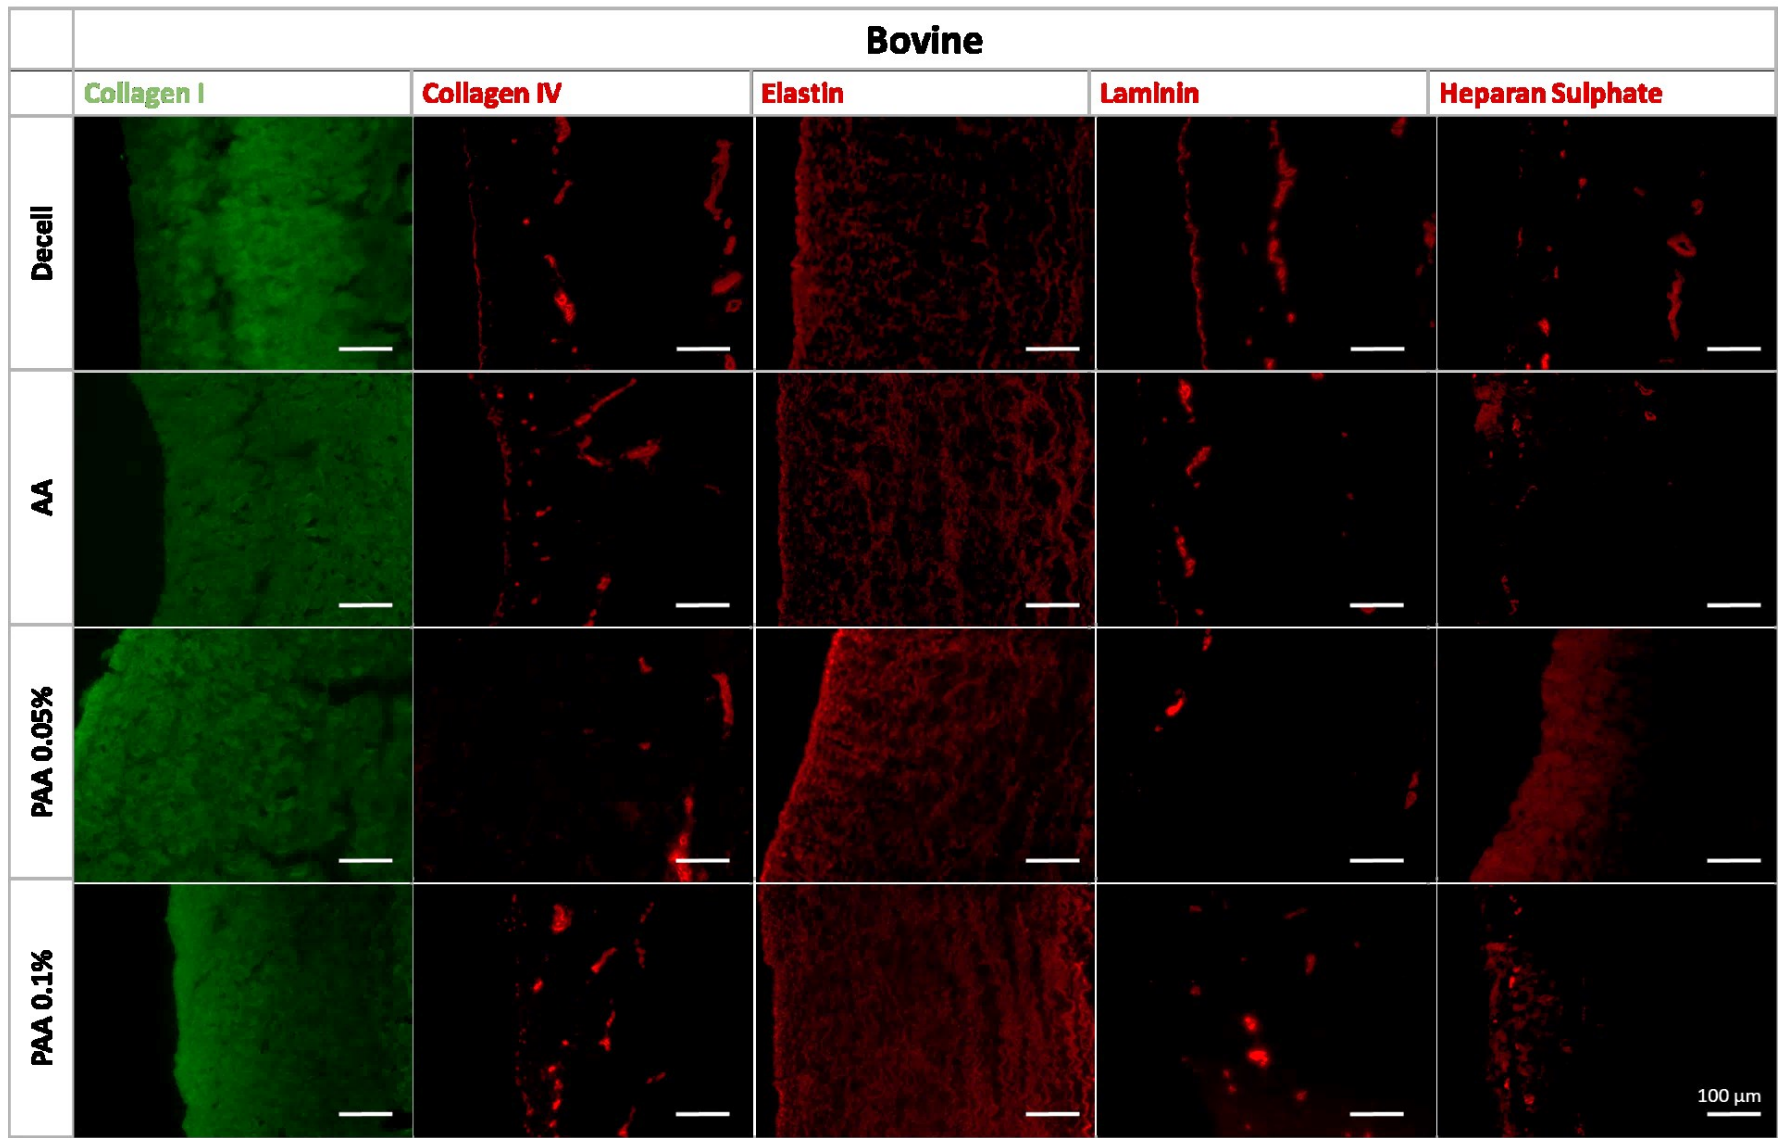 Bovine
Collagen I
Collagen IV
Elastin
Laminin
Heparan Sulphate
Decell
AA
PAA 0.05%
PAA 0.1%
100 µm